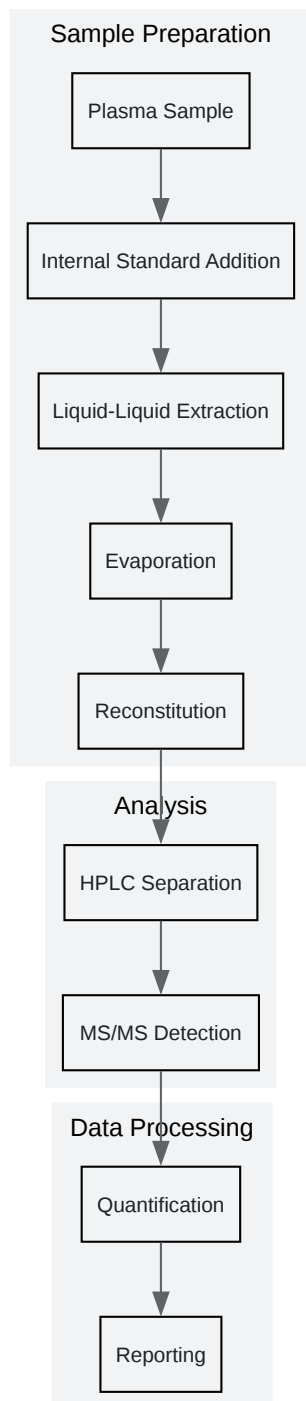 Sample Preparation
Plasma Sample
Internal Standard Addition
Liquid-Liquid Extraction
Evaporation
Reconstitution
Analysis
HPLC Separation
MS/MS Detection
Data Processing
Quantification
Reporting